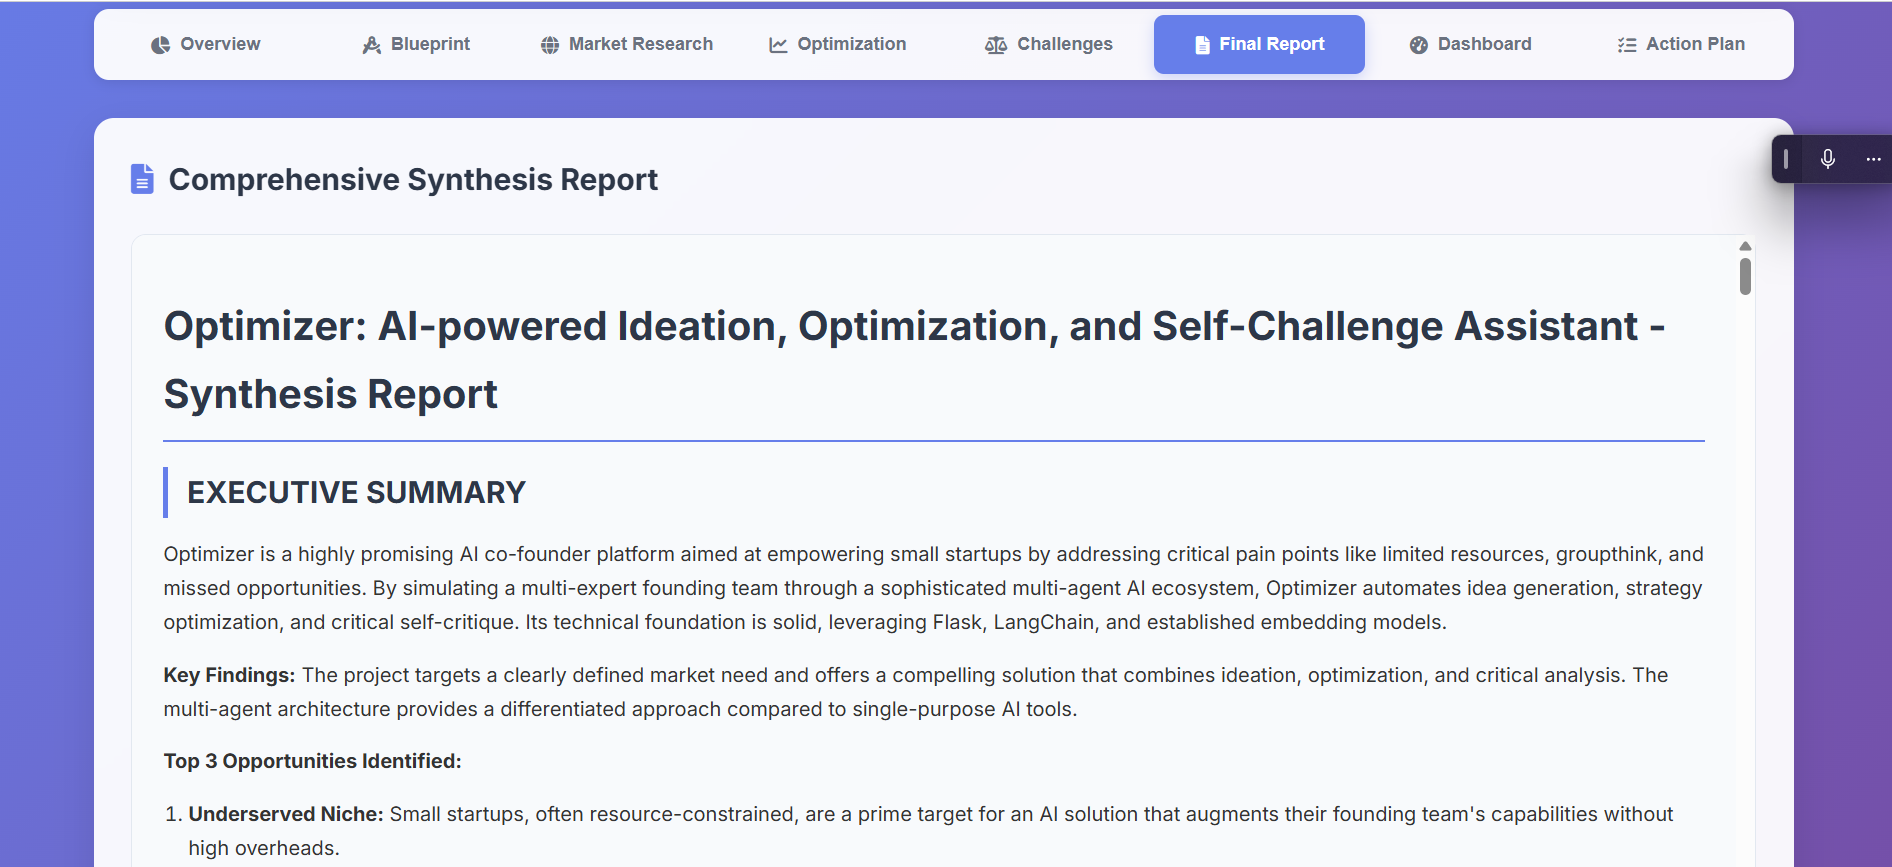 Overview
Blueprint
Market Research
Optimization
Challenges
Final Report
Dashboard
Action Plan
Comprehensive Synthesis Report
Optimizer: AI-powered Ideation, Optimization, and Self-Challenge Assistant -
Synthesis Report
EXECUTIVE SUMMARY
Optimizer is a highly promising AI co-founder platform aimed at empowering small startups by addressing critical pain points like limited resources, groupthink, and
missed opportunities. By simulating a multi-expert founding team through a sophisticated multi-agent AI ecosystem, Optimizer automates idea generation, strategy
optimization, and critical self-critique. Its technical foundation is solid, leveraging Flask, LangChain, and established embedding models.
Key Findings: The project targets a clearly defined market need and offers a compelling solution that combines ideation, optimization, and critical analysis. The
multi-agent architecture provides a differentiated approach compared to single-purpose AI tools.
Top 3 Opportunities Identified:
1. Underserved Niche: Small startups, often resource-constrained, are a prime target for an AI solution that augments their founding team's capabilities without
high overheads.